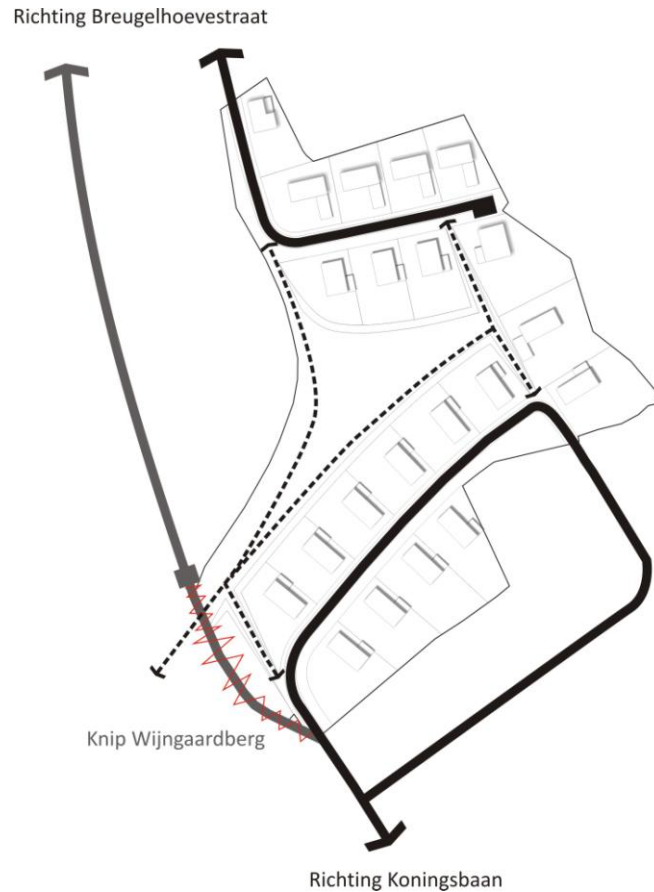 Richting Breugelhoevestraat
Knip Wijngaardberg
Richting Koningsbaan